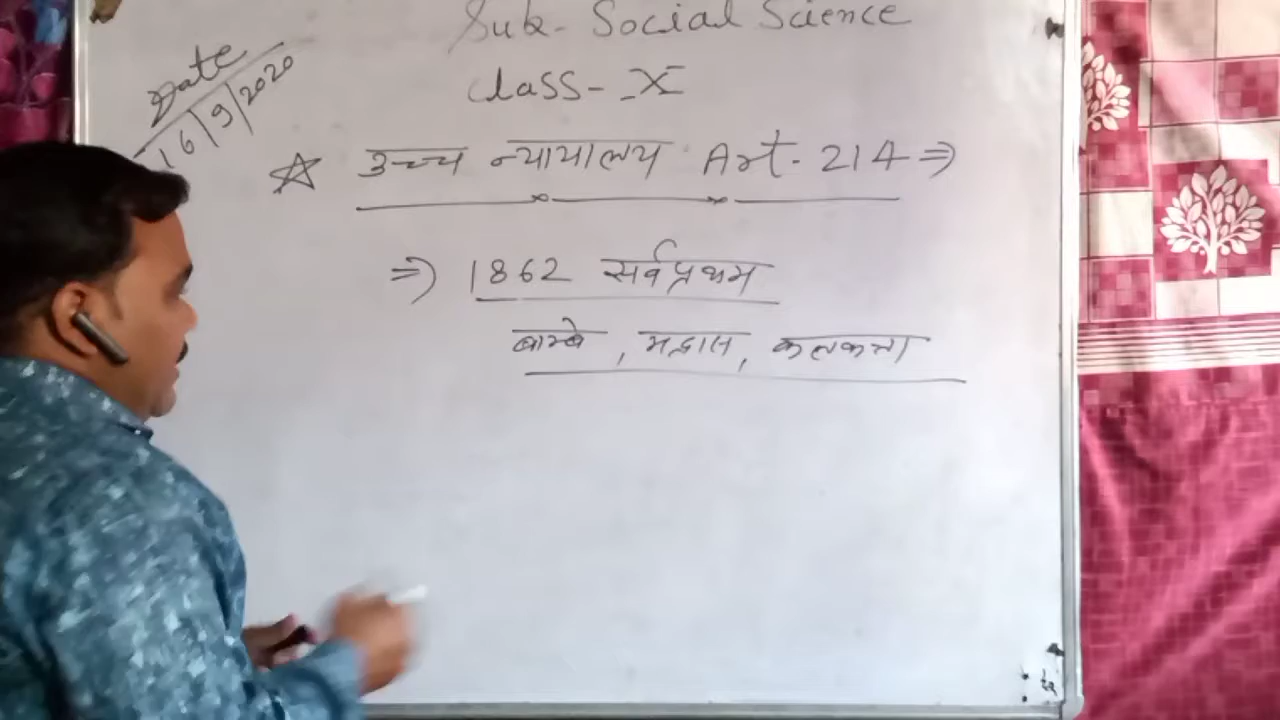 Sub- Social Science
Class- X
Date
16/9/2020
उच्च न्यायालय Art. 214 ⇒
⇒ 1862 सर्वप्रथम
बाम्बे, मद्रास, कलकत्ता